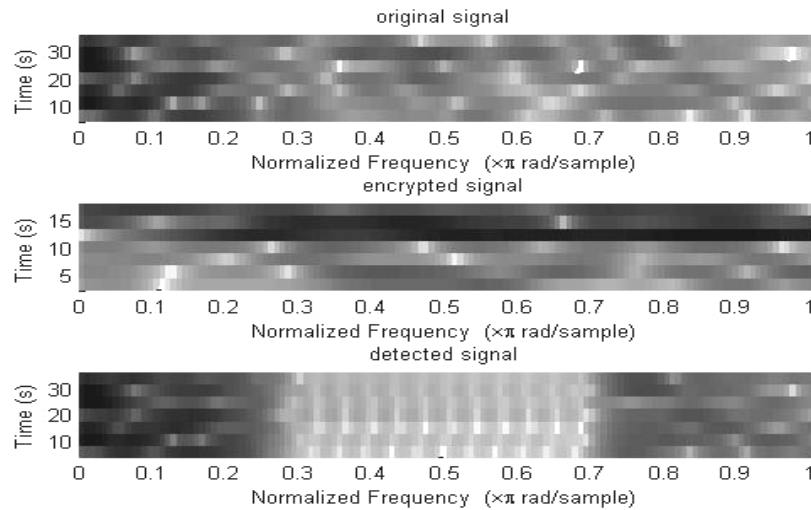 original signal
Time (s)
30
20
10
0 0.1 0.2 0.3 0.4 0.5 0.6 0.7 0.8 0.9 1
Normalized Frequency (×π rad/sample)
encrypted signal
Time (s)
15
10
5
0 0.1 0.2 0.3 0.4 0.5 0.6 0.7 0.8 0.9 1
Normalized Frequency (×π rad/sample)
detected signal
Time (s)
30
20
10
0 0.1 0.2 0.3 0.4 0.5 0.6 0.7 0.8 0.9 1
Normalized Frequency (×π rad/sample)